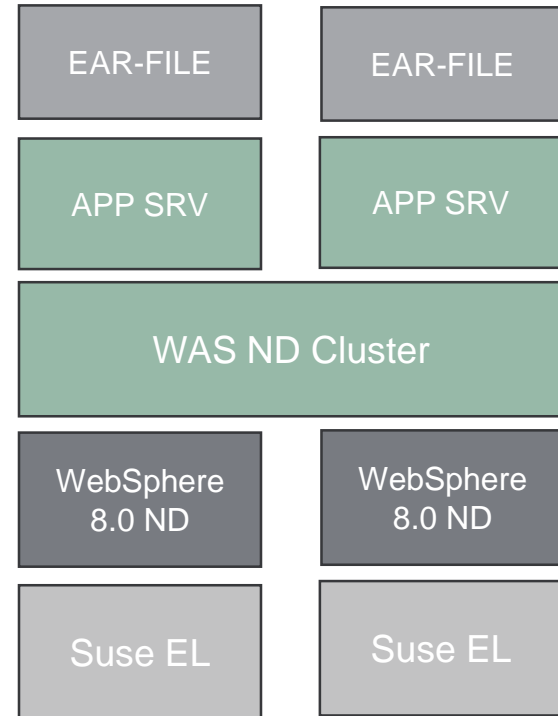 EAR-FILE
EAR-FILE
APP SRV
APP SRV
WAS ND Cluster
WebSphere
8.0 ND
WebSphere
8.0 ND
Suse EL
Suse EL